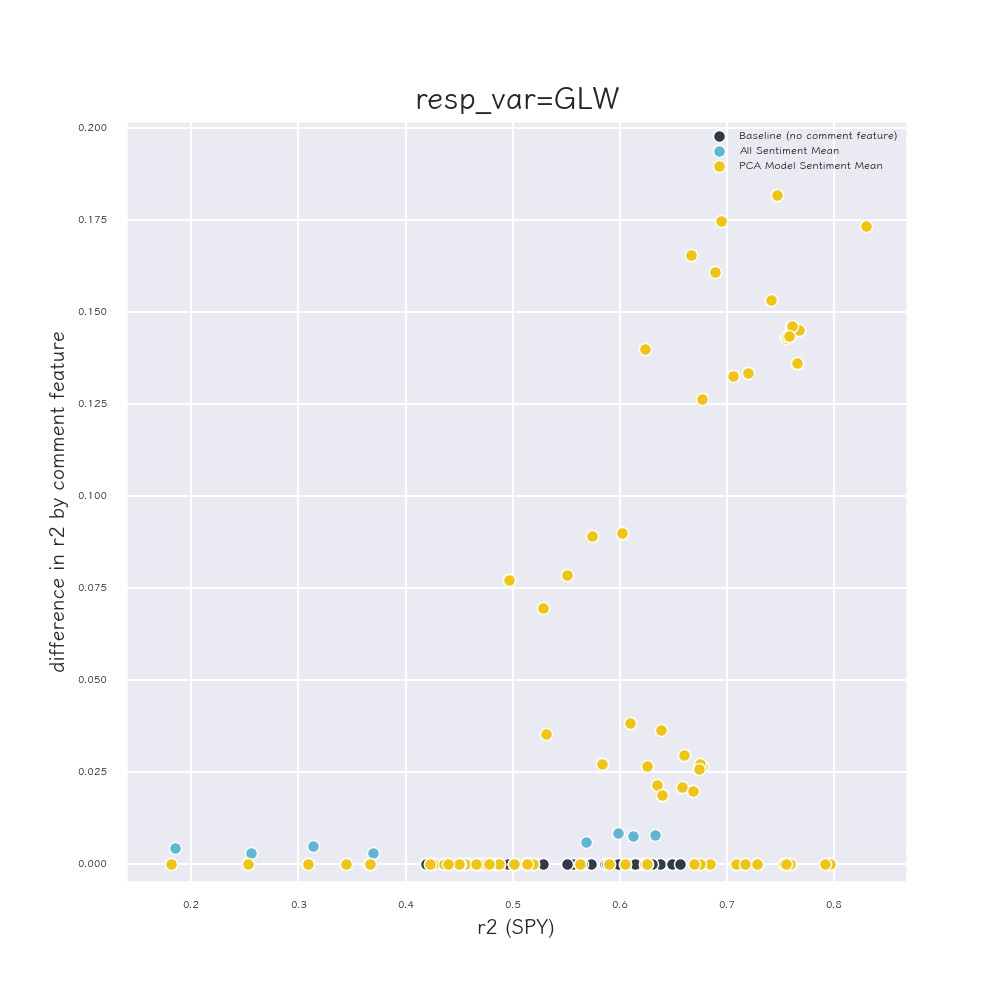 resp_var=GLW
Baseline (no comment feature)
All Sentiment Mean
PCA Model Sentiment Mean
difference in r2 by comment feature
0.200
0.175
0.150
0.125
0.100
0.075
0.050
0.025
0.000
0.2 0.3 0.4 0.5 0.6 0.7 0.8
r2 (SPY)